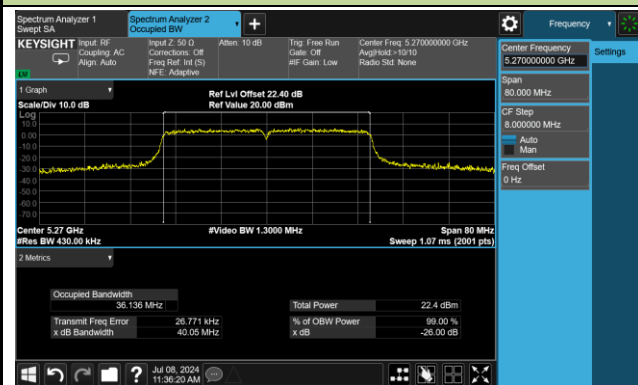 Spectrum Analyzer 1
Swept SA
Spectrum Analyzer 2
Occupied BW
Frequency
KEYSIGHT
Input: RF
Coupling: AC
Align: Auto
Input Z: 50 Ω
Corrections: Off
Freq Ref: Int (S)
NFE: Adaptive
Atten: 10 dB
Trig: Free Run
Gate: Off
#IF Gain: Low
Center Freq: 5.270000000 GHz
Avg|Hold:>10/10
Radio Std: None
Center Frequency
5.270000000 GHz
Settings
Span
80.000 MHz
CF Step
8.000000 MHz
Auto
Man
Freq Offset
0 Hz
1 Graph
Scale/Div 10.0 dB
Ref Lvl Offset 22.40 dB
Ref Value 20.00 dBm
Log
10.0
0.00
-10.0
-20.0
-30.0
-40.0
-50.0
-60.0
-70.0
Center 5.27 GHz
#Res BW 430.00 kHz
#Video BW 1.3000 MHz
Span 80 MHz
Sweep 1.07 ms (2001 pts)
2 Metrics
Occupied Bandwidth
36.136 MHz
Total Power 22.4 dBm
Transmit Freq Error 26.771 kHz
% of OBW Power 99.00 %
x dB Bandwidth 40.05 MHz
x dB -26.00 dB
?
Jul 08, 2024
11:36:20 AM